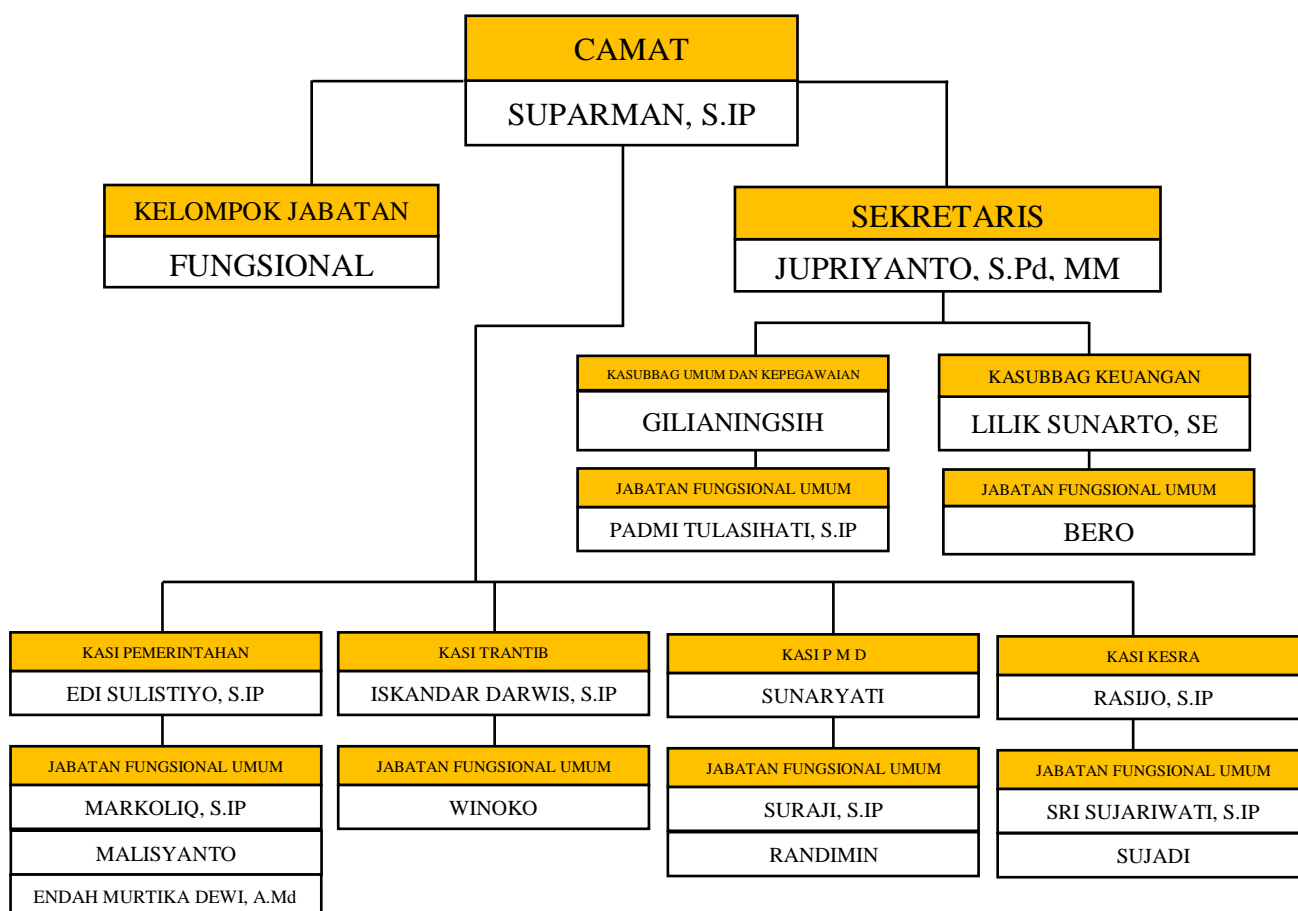 CAMAT
SUPARMAN, S.IP
KELOMPOK JABATAN
FUNGSIONAL
SEKRETARIS
JUPRIYANTO, S.Pd, MM
KASUBBAG UMUM DAN KEPEGAWAIAN
GILIANINGSIH
KASUBBAG KEUANGAN
LILIK SUNARTO, SE
JABATAN FUNGSIONAL UMUM
PADMI TULASIHATI, S.IP
JABATAN FUNGSIONAL UMUM
BERO
KASI PEMERINTAHAN
EDI SULISTIYO, S.IP
KASI TRANTIB
ISKANDAR DARWIS, S.IP
KASI P M D
SUNARYATI
KASI KESRA
RASIJO, S.IP
JABATAN FUNGSIONAL UMUM
MARKOLIQ, S.IP
MALISYANTO
ENDAH MURTIKA DEWI, A.Md
JABATAN FUNGSIONAL UMUM
WINOKO
JABATAN FUNGSIONAL UMUM
SURAJI, S.IP
RANDIMIN
JABATAN FUNGSIONAL UMUM
SRI SUJARIWATI, S.IP
SUJADI